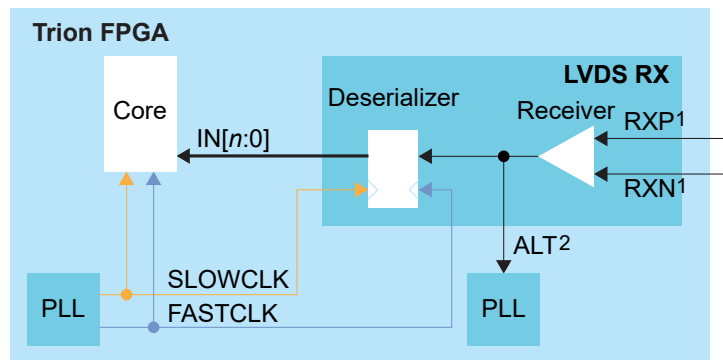 Trion FPGA
LVDS RX
Core
Deserializer
Receiver
RXP1
IN[n:0]
RXN1
ALT2
SLOWCLK
PLL
PLL
FASTCLK